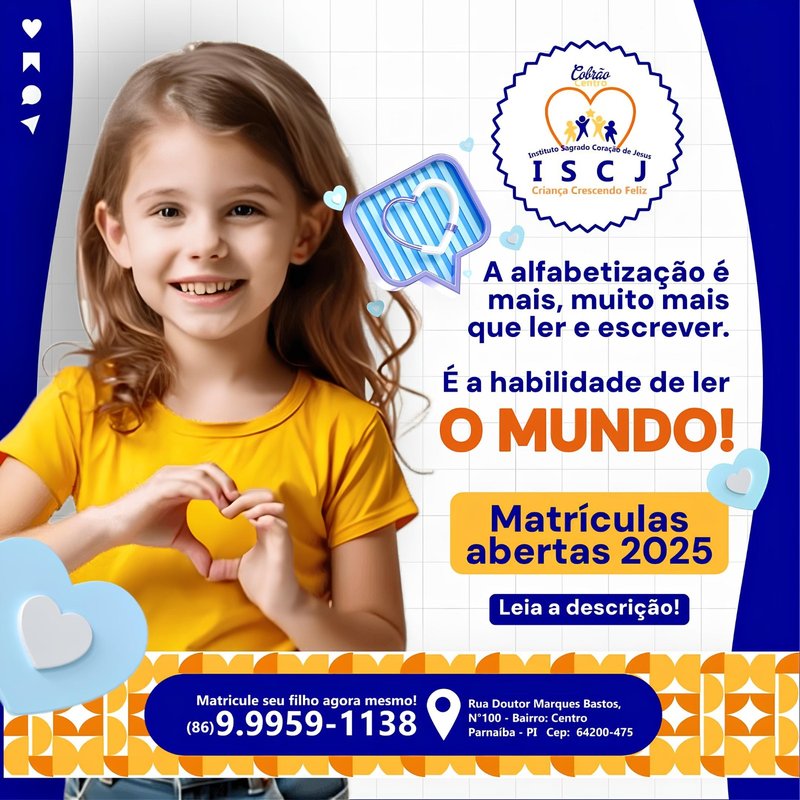 Cobrão
Centro
Instituto Sagrado Coração de Jesus
I S C J
Criança Crescendo Feliz
A alfabetização é
mais, muito mais
que ler e escrever.
É a habilidade de ler
O MUNDO!
Matrículas
abertas 2025
Leia a descrição!
Matricule seu filho agora mesmo!
(86)9.9959-1138
Rua Doutor Marques Bastos,
N°100 - Bairro: Centro
Parnaíba - PI Cep: 64200-475